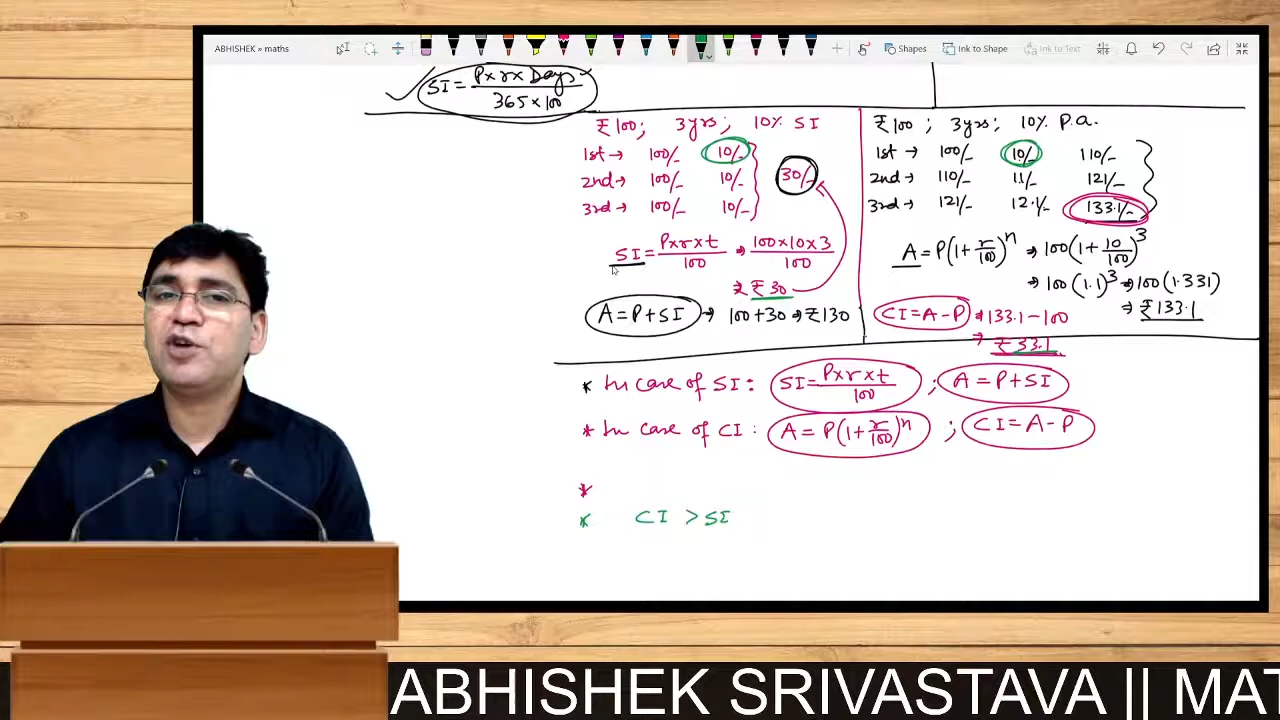 ABHISHEK » maths
Shapes
Ink to Shape
Ink to Text
SI = P×r×Days / 365×100
₹100; 3yrs; 10% SI
1st → 100/- 10/-
2nd → 100/- 10/-
3rd → 100/- 10/-
30/-
SI = P×r×t / 100 → 100×10×3 / 100
→ ₹30
A = P+SI → 100+30 → ₹130
₹100 ; 3yrs; 10% P.a.
1st → 100/- 10/- 110/-
2nd → 110/- 11/- 121/-
3rd → 121/- 12.1/- 133.1/-
A = P(1+r/100)^n → 100(1+10/100)^3
→ 100(1.1)^3 → 100(1.331)
→ ₹133.1
CI = A-P → 133.1-100
→ ₹33.1
* In case of SI: SI = P×r×t / 100 ; A = P+SI
* In case of CI: A = P(1+r/100)^n ; CI = A-P
*
* CI > SI
ABHISHEK SRIVASTAVA || MAT